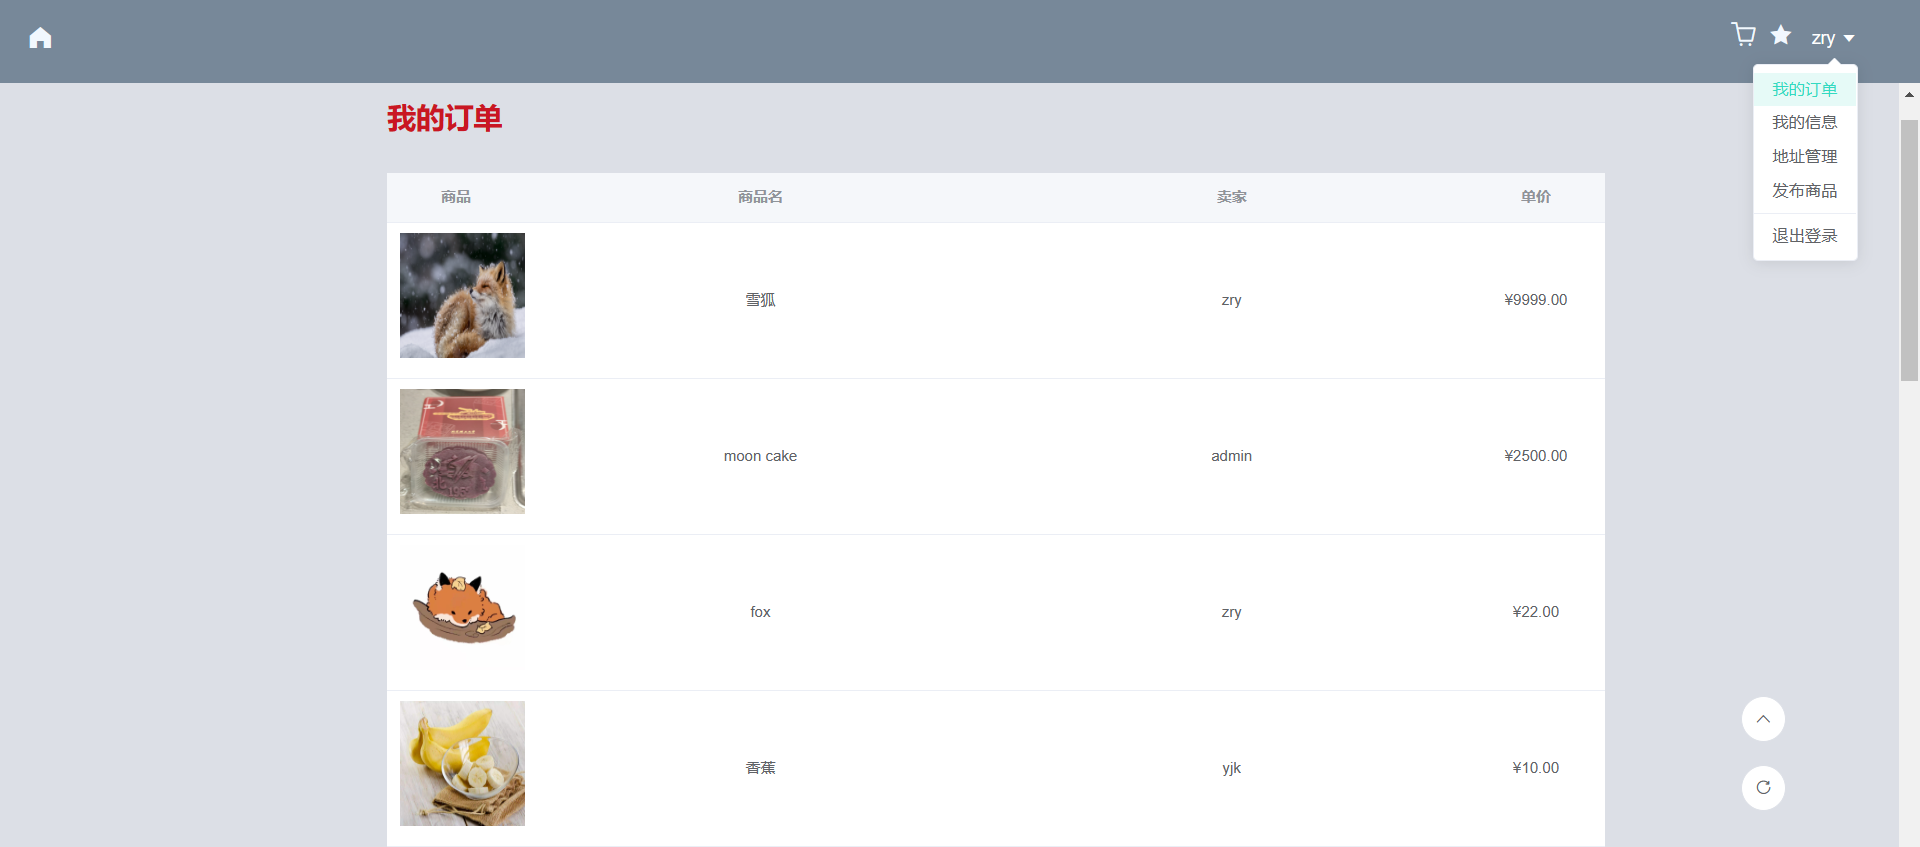 zry
我的订单
我的信息
地址管理
发布商品
退出登录
我的订单
商品 商品名 卖家 单价
雪狐 zry ¥9999.00
moon cake admin ¥2500.00
fox zry ¥22.00
香蕉 yjk ¥10.00